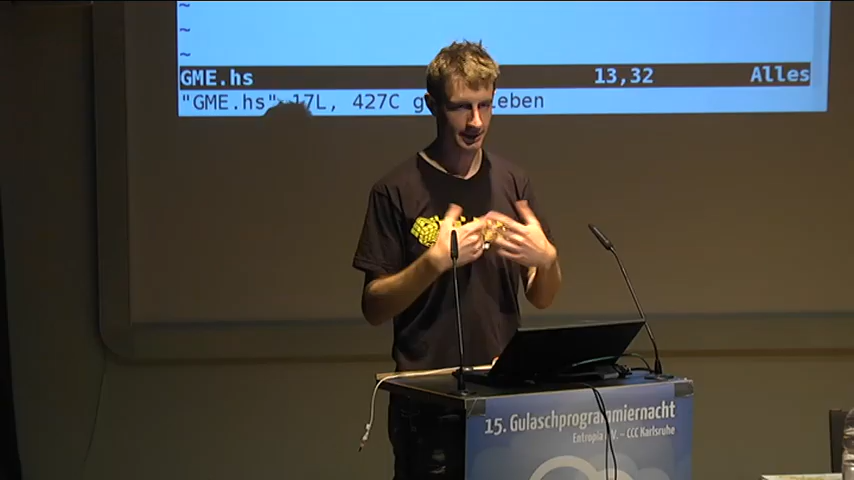 ~
~
~
GME.hs 13,32 Alles
"GME.hs" 17L, 427C
15. Gulaschprogrammiernacht
Entropia – CCC Karlsruhe